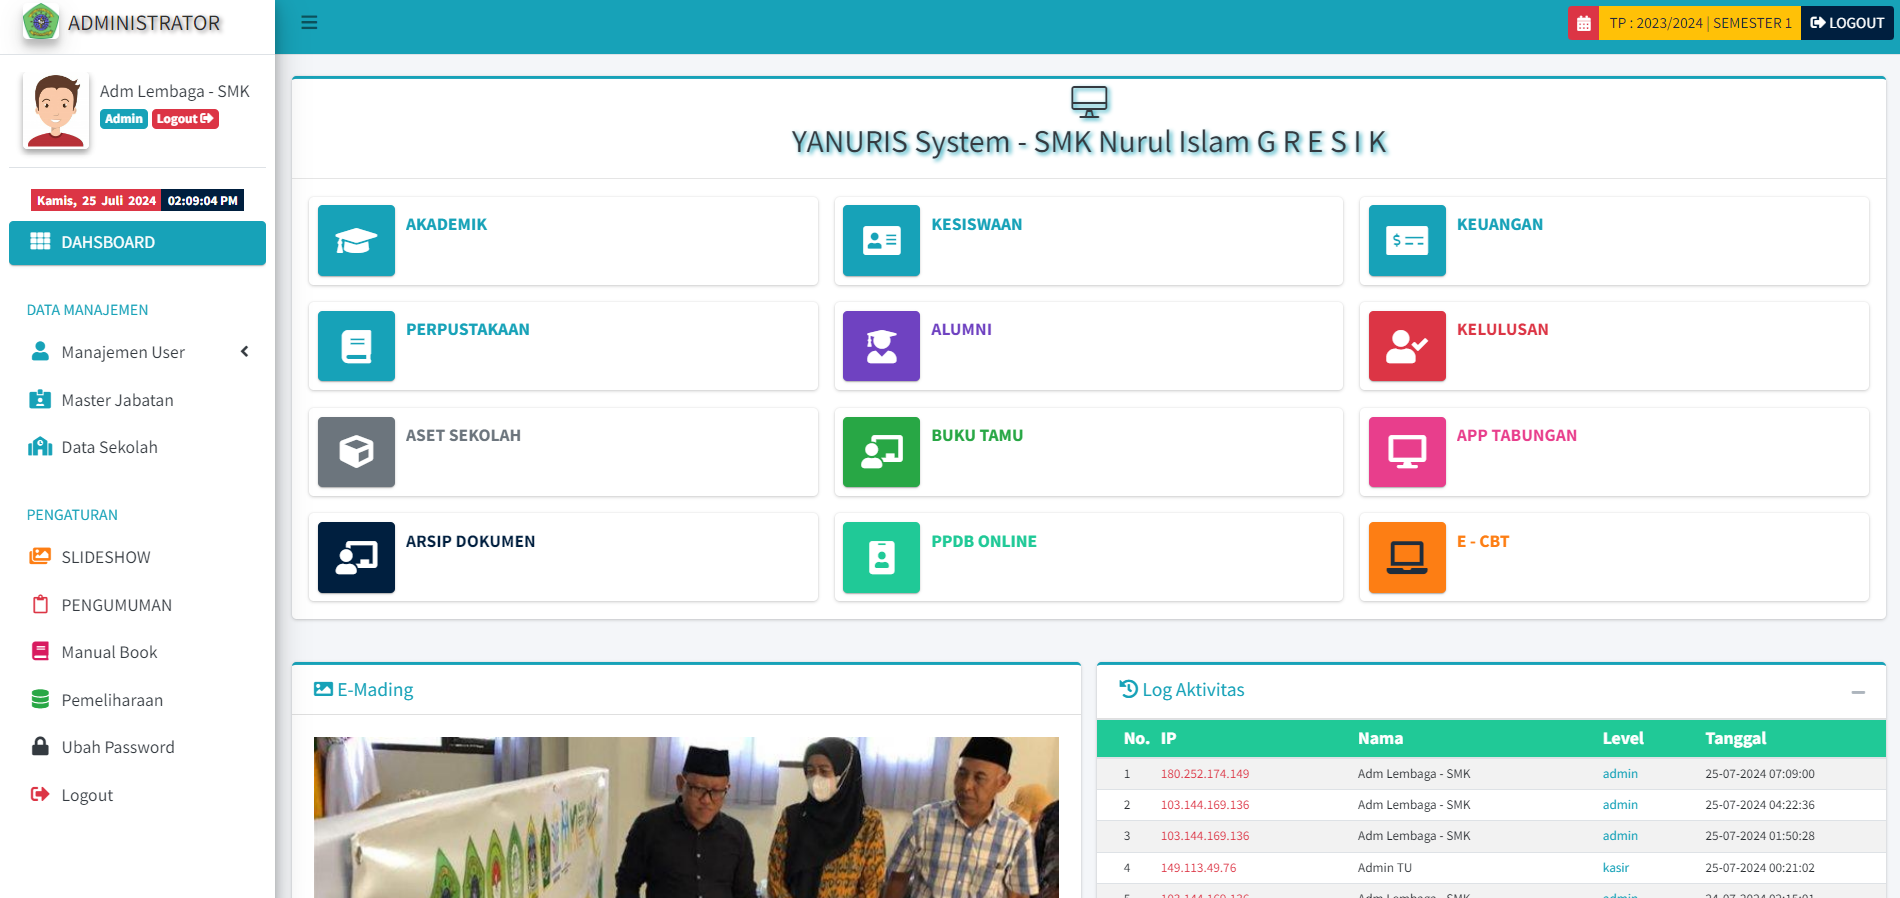 ADMINISTRATOR
TP : 2023/2024 | SEMESTER 1
LOGOUT
Adm Lembaga - SMK
Admin
Logout
Kamis, 25 Juli 2024 02:09:04 PM
DAHSBOARD
DATA MANAJEMEN
Manajemen User
Master Jabatan
Data Sekolah
PENGATURAN
SLIDESHOW
PENGUMUMAN
Manual Book
Pemeliharaan
Ubah Password
Logout
YANURIS System - SMK Nurul Islam G R E S I K
AKADEMIK
KESISWAAN
KEUANGAN
PERPUSTAKAAN
ALUMNI
KELULUSAN
ASET SEKOLAH
BUKU TAMU
APP TABUNGAN
ARSIP DOKUMEN
PPDB ONLINE
E - CBT
E-Mading
Log Aktivitas
No. IP Nama Level Tanggal
1 180.252.174.149 Adm Lembaga - SMK admin 25-07-2024 07:09:00
2 103.144.169.136 Adm Lembaga - SMK admin 25-07-2024 04:22:36
3 103.144.169.136 Adm Lembaga - SMK admin 25-07-2024 01:50:28
4 149.113.49.76 Admin TU kasir 25-07-2024 00:21:02